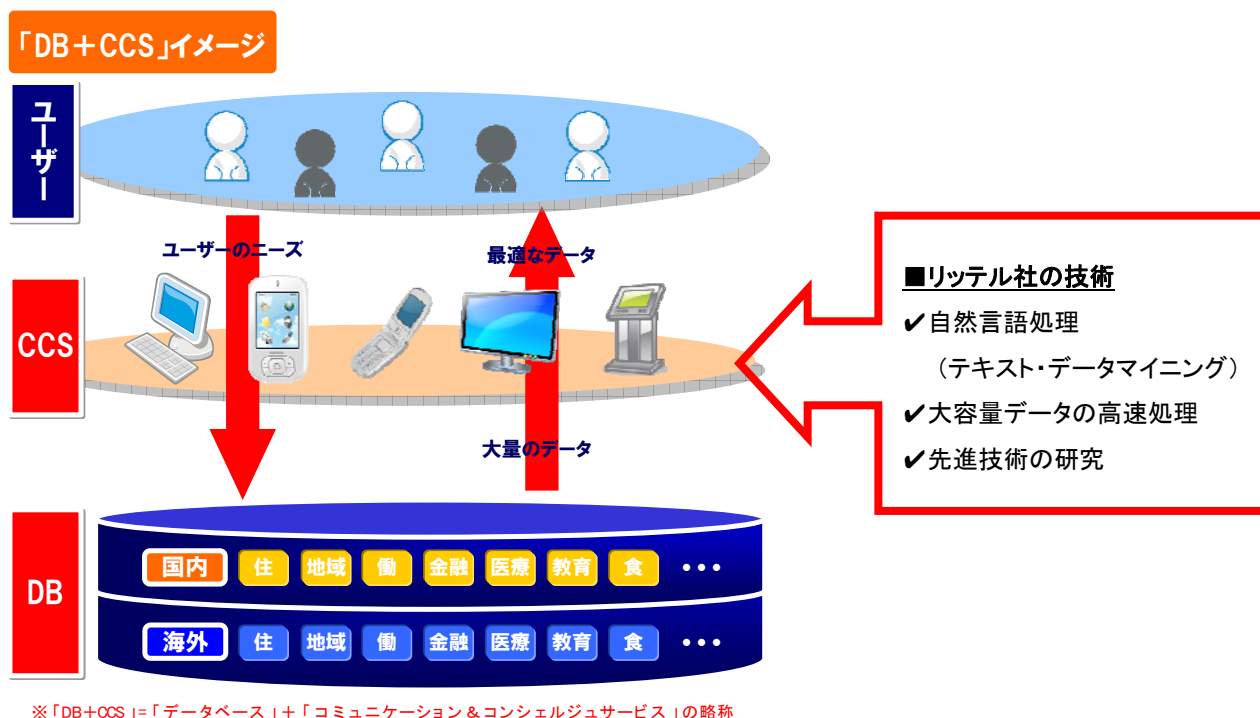 「DB+CCS」イメージ
ユーザー
ユーザーのニーズ
最適なデータ
CCS
大量のデータ
■リッテル社の技術
✔自然言語処理
（テキスト・データマイニング）
✔大容量データの高速処理
✔先進技術の研究
DB
国内 住 地域 働 金融 医療 教育 食 ・・・
海外 住 地域 働 金融 医療 教育 食 ・・・
※「DB+CCS」=「データベース」+「コミュニケーション&コンシェルジュサービス」の略称